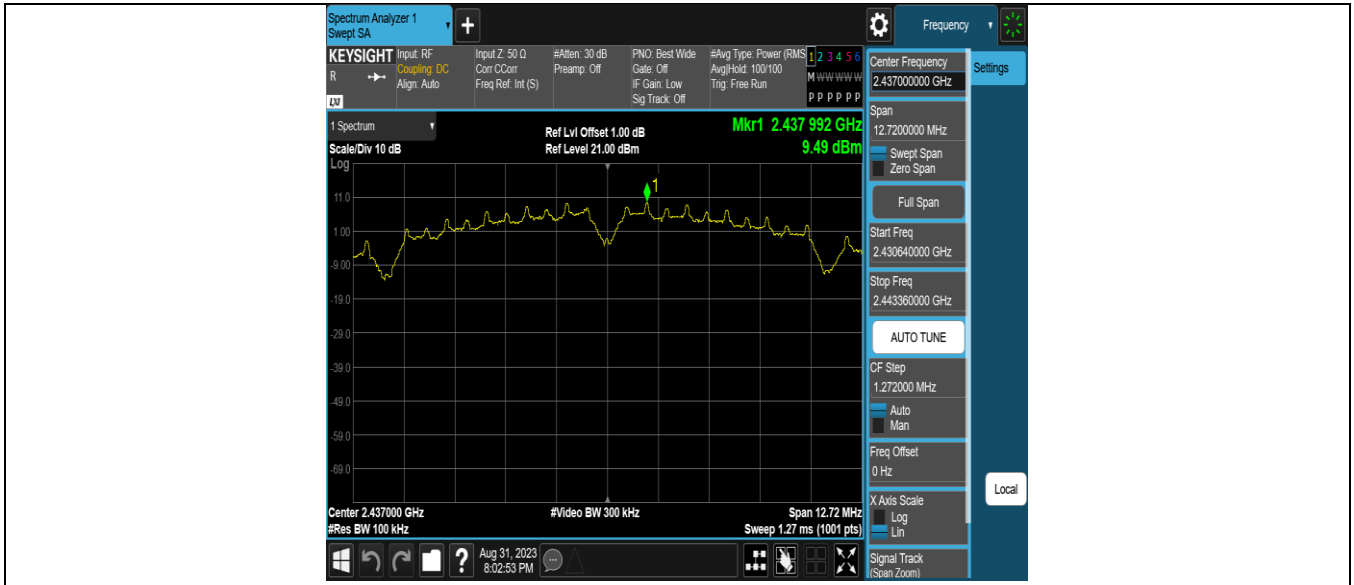 Spectrum Analyzer 1
Swept SA
+
Frequency
KEYSIGHT
R
LXI
Input: RF
Coupling: DC
Align: Auto
Input Z: 50 Ω
Corr CCorr
Freq Ref: Int (S)
#Atten: 30 dB
Preamp: Off
PNO: Best Wide
Gate: Off
IF Gain: Low
Sig Track: Off
#Avg Type: Power (RMS
Avg|Hold: 100/100
Trig: Free Run
1 2 3 4 5 6
M W W W W W
P P P P P P
1 Spectrum
Scale/Div 10 dB
Log
Ref Lvl Offset 1.00 dB
Ref Level 21.00 dBm
Mkr1 2.437 992 GHz
9.49 dBm
1
11.0
1.00
-9.00
-19.0
-29.0
-39.0
-49.0
-59.0
-69.0
Center 2.437000 GHz
#Res BW 100 kHz
#Video BW 300 kHz
Span 12.72 MHz
Sweep 1.27 ms (1001 pts)
?
Aug 31, 2023
8:02:53 PM
Center Frequency
2.437000000 GHz
Span
12.7200000 MHz
Swept Span
Zero Span
Full Span
Start Freq
2.430640000 GHz
Stop Freq
2.443360000 GHz
AUTO TUNE
CF Step
1.272000 MHz
Auto
Man
Freq Offset
0 Hz
X Axis Scale
Log
Lin
Signal Track
(Span Zoom)
Settings
Local